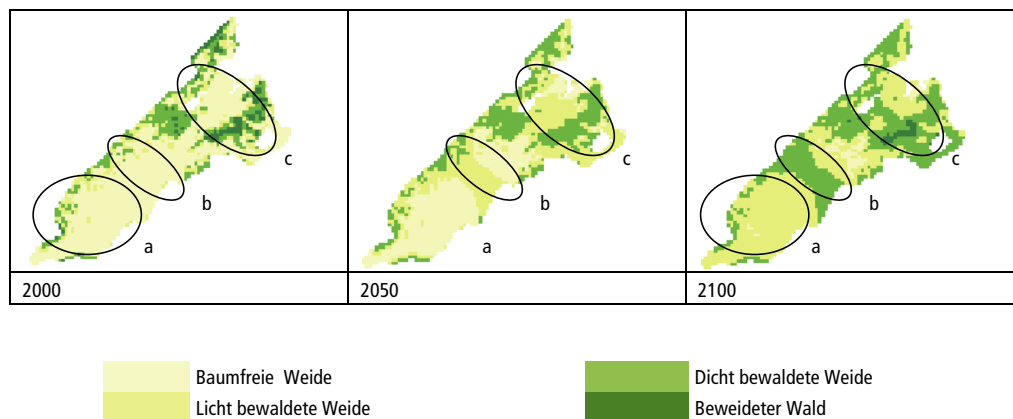 c
b
a
c
b
a
c
b
a
2000
2050
2100
Baumfreie Weide
Licht bewaldete Weide
Dicht bewaldete Weide
Beweideter Wald